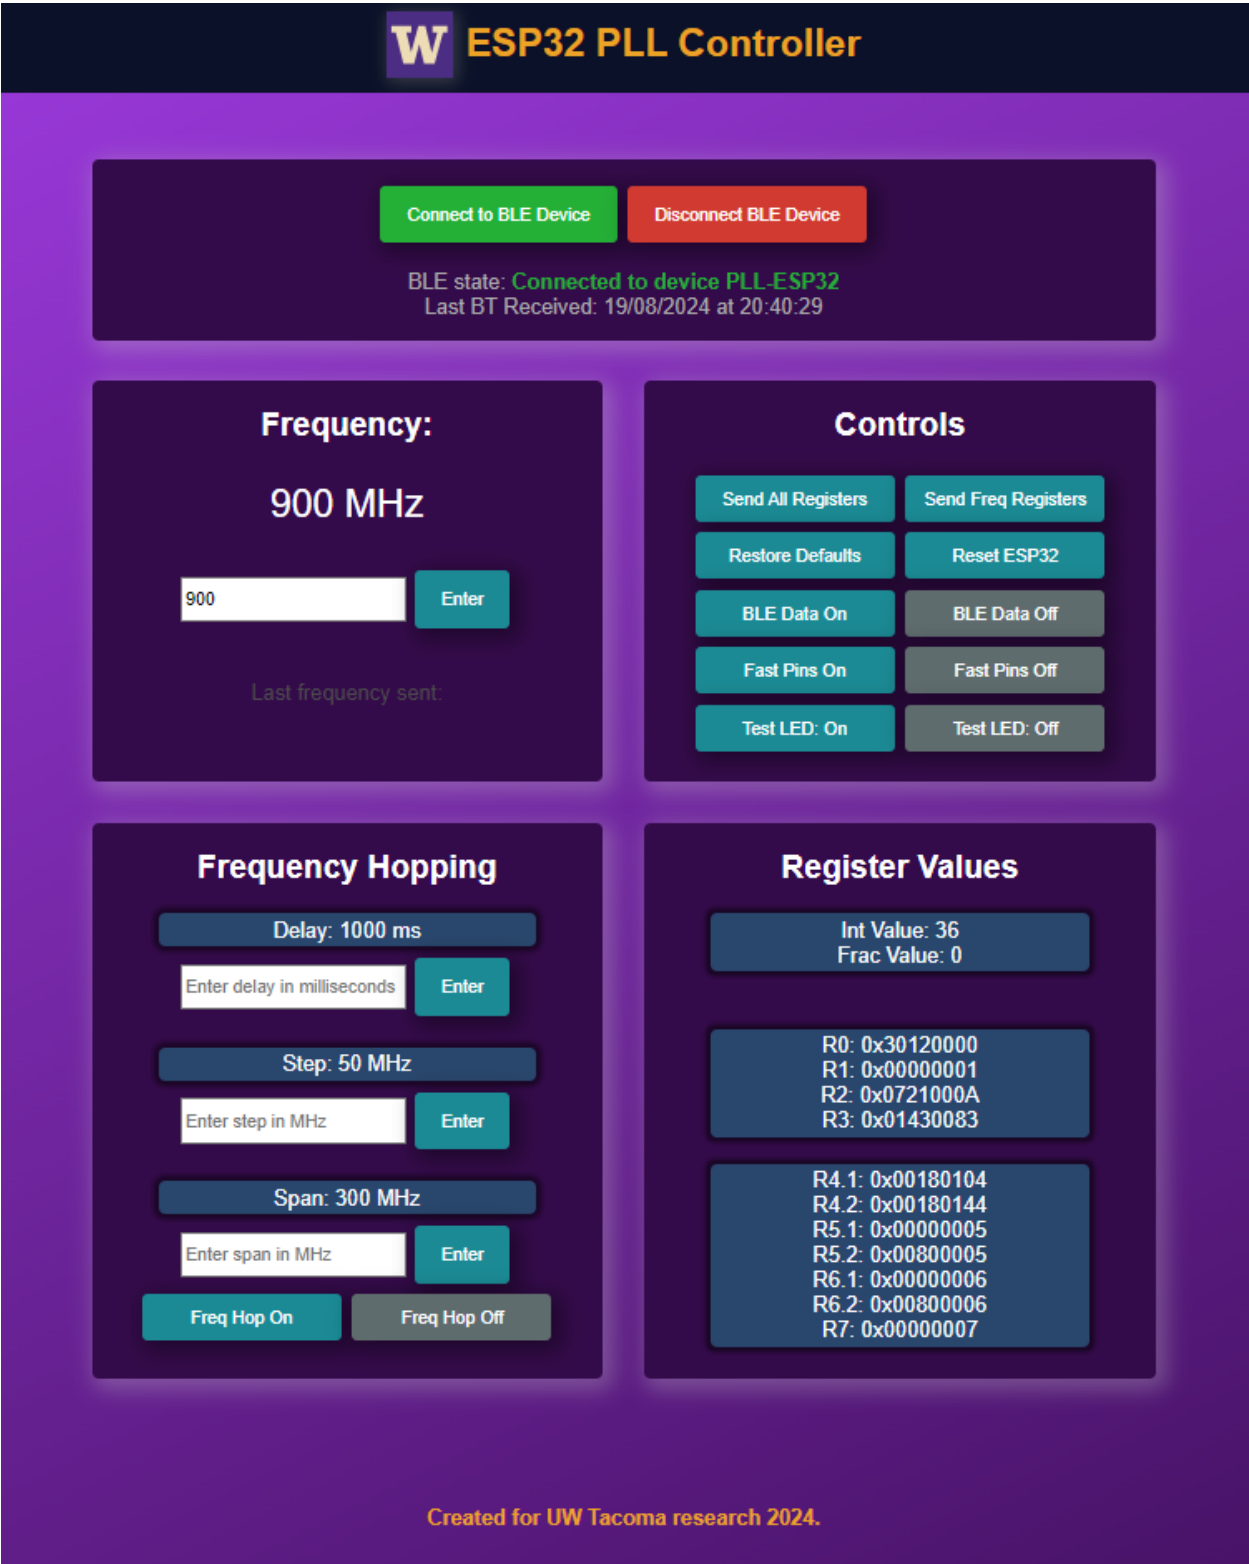 W ESP32 PLL Controller
Connect to BLE Device Disconnect BLE Device
BLE state: Connected to device PLL-ESP32
Last BT Received: 19/08/2024 at 20:40:29
Frequency:
900 MHz
900 Enter
Last frequency sent:
Controls
Send All Registers Send Freq Registers
Restore Defaults Reset ESP32
BLE Data On BLE Data Off
Fast Pins On Fast Pins Off
Test LED: On Test LED: Off
Frequency Hopping
Delay: 1000 ms
Enter delay in milliseconds Enter
Step: 50 MHz
Enter step in MHz Enter
Span: 300 MHz
Enter span in MHz Enter
Freq Hop On Freq Hop Off
Register Values
Int Value: 36
Frac Value: 0
R0: 0x30120000
R1: 0x00000001
R2: 0x0721000A
R3: 0x01430083
R4.1: 0x00180104
R4.2: 0x00180144
R5.1: 0x00000005
R5.2: 0x00800005
R6.1: 0x00000006
R6.2: 0x00800006
R7: 0x00000007
Created for UW Tacoma research 2024.